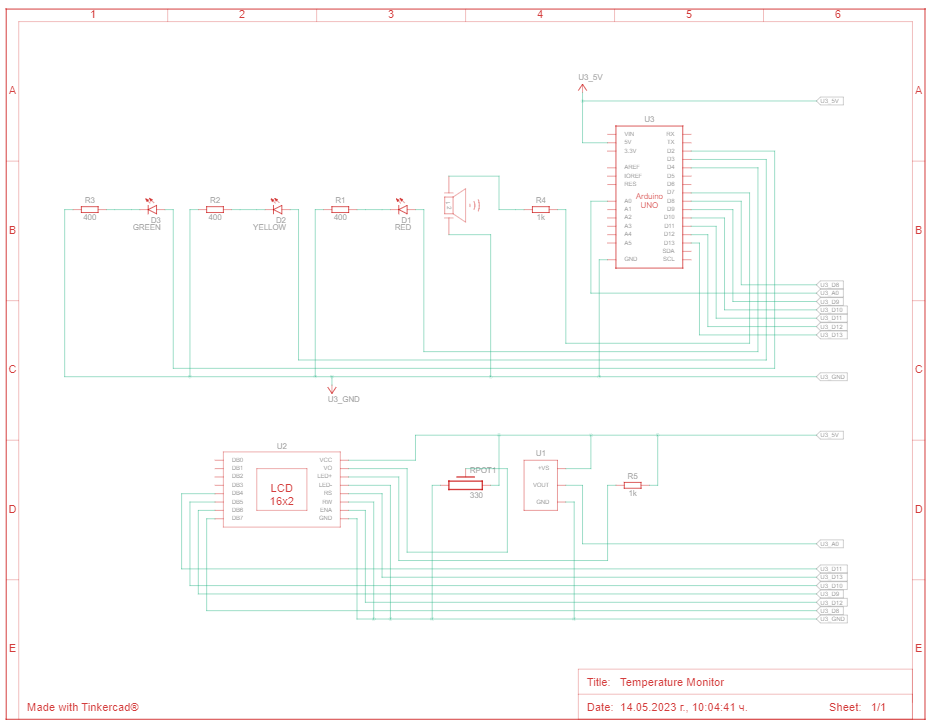 1 2 3 4 5 6
A A
B B
C C
D D
E E
U3_5V
U3_5V
U3
VIN RX
5V TX
3.3V D2
D3
AREF D4
IOREF D5
RES D6
Arduino UNO
D7
A0 D8
A1 D9
A2 D10
A3 D11
A4 D12
A5 D13
SDA
GND SCL
R3
400
D3
GREEN
R2
400
D2
YELLOW
R1
400
D1
RED
R4
1k
U3_D8
U3_A0
U3_D9
U3_D10
U3_D11
U3_D12
U3_D13
U3_GND
U3_GND
U3_5V
U2
DB0 VCC
DB1 VO
DB2 LED+
DB3 LED-
DB4 RS
DB5 RW
DB6 ENA
DB7 GND
LCD
16x2
RPOT1
330
U1
+VS
VOUT
GND
R5
1k
U3_A0
U3_D11
U3_D13
U3_D10
U3_D9
U3_D12
U3_D8
U3_GND
Title: Temperature Monitor
Date: 14.05.2023 г., 10:04:41 ч. Sheet: 1/1
Made with Tinkercad®